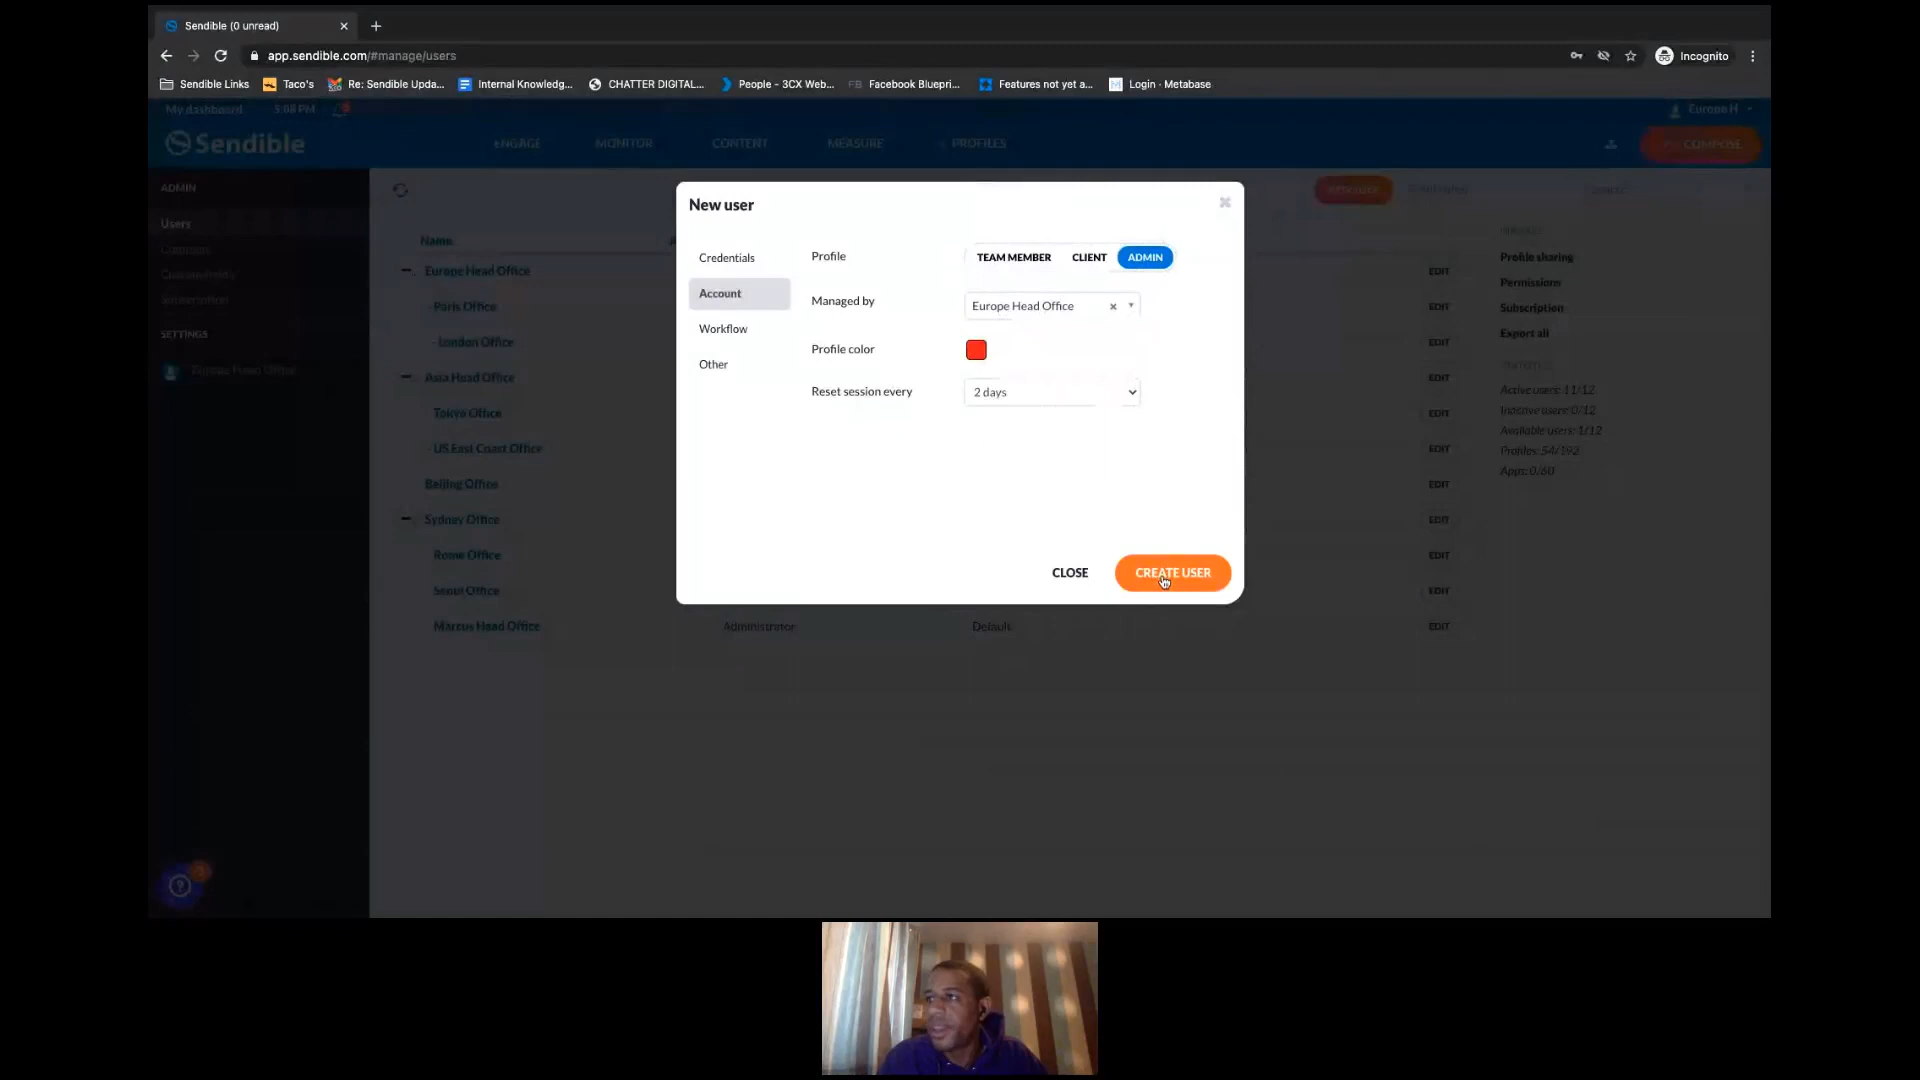 Sendible (0 unread)
app.sendible.com/#manage/users
Incognito
Sendible Links
Taco's
Re: Sendible Upda...
Internal Knowledg...
CHATTER DIGITAL...
People - 3CX Web...
FB Facebook Bluepri...
Features not yet a...
Login · Metabase
My dashboard
5:08 PM
Europe H
Sendible
ENGAGE
MONITOR
CONTENT
MEASURE
PROFILES
COMPOSE
ADMIN
Users
SETTINGS
Europe Head Office
New user
Credentials
Account
Workflow
Other
Profile
TEAM MEMBER
CLIENT
ADMIN
Managed by
Europe Head Office
Profile color
Reset session every
2 days
CLOSE
CREATE USER
Name
Europe Head Office
EDIT
Paris Office
EDIT
London Office
EDIT
Asia Head Office
EDIT
Tokyo Office
EDIT
US East Coast Office
EDIT
Beijing Office
EDIT
Sydney Office
EDIT
Rome Office
EDIT
Seoul Office
EDIT
Marcus Head Office
Administrator
Default
EDIT
Profile sharing
Permissions
Subscription
Export all
Active users: 11/12
Inactive users: 0/12
Available users: 1/12
Profiles: 54/192
Apps: 0/60